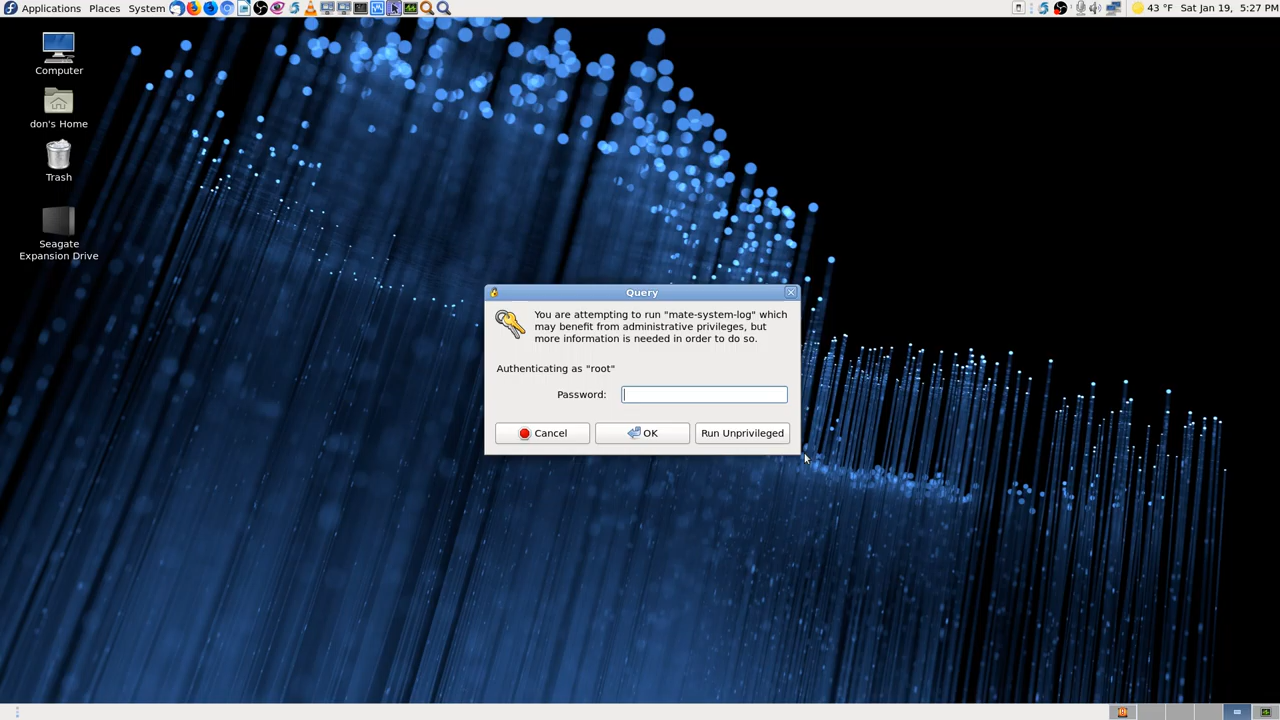 Applications Places System 43 °F Sat Jan 19, 5:27 PM
Computer
don's Home
Trash
Seagate
Expansion Drive
Query
You are attempting to run "mate-system-log" which
may benefit from administrative privileges, but
more information is needed in order to do so.
Authenticating as "root"
Password:
Cancel OK Run Unprivileged